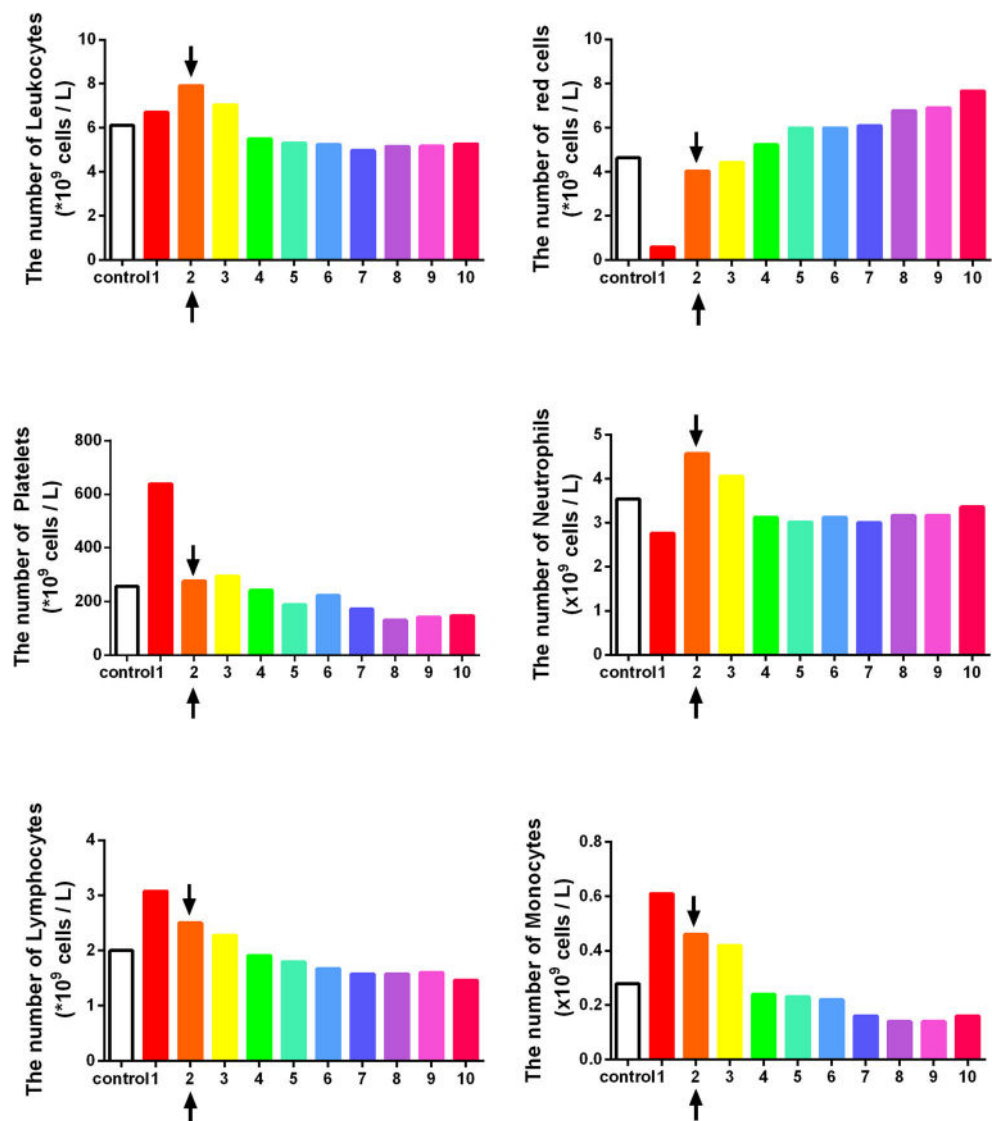 The number of Leukocytes
(*10⁹ cells / L)
10
8
6
4
2
0
control1 2 3 4 5 6 7 8 9 10
The number of red cells
(*10⁹ cells / L)
10
8
6
4
2
0
control1 2 3 4 5 6 7 8 9 10
The number of Platelets
(*10⁹ cells / L)
800
600
400
200
0
control1 2 3 4 5 6 7 8 9 10
The number of Neutrophils
(x10⁹ cells / L)
5
4
3
2
1
0
control1 2 3 4 5 6 7 8 9 10
The number of Lymphocytes
(*10⁹ cells / L)
4
3
2
1
0
control1 2 3 4 5 6 7 8 9 10
The number of Monocytes
(x10⁹ cells / L)
0.8
0.6
0.4
0.2
0.0
control1 2 3 4 5 6 7 8 9 10